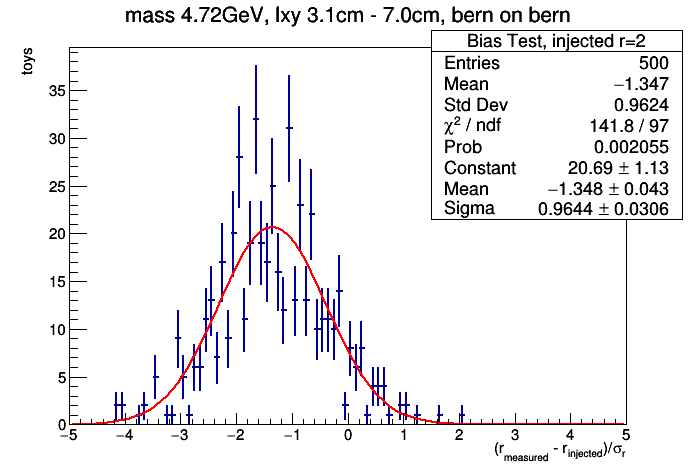 mass 4.72GeV, lxy 3.1cm - 7.0cm, bern on bern
Bias Test, injected r=2
Entries 500
Mean −1.347
Std Dev 0.9624
χ² / ndf 141.8 / 97
Prob 0.002055
Constant 20.69 ± 1.13
Mean −1.348 ± 0.043
Sigma 0.9644 ± 0.0306
toys
35
30
25
20
15
10
5
0
−5 −4 −3 −2 −1 0 1 2 3 4 5
(r_measured - r_injected)/σ_r